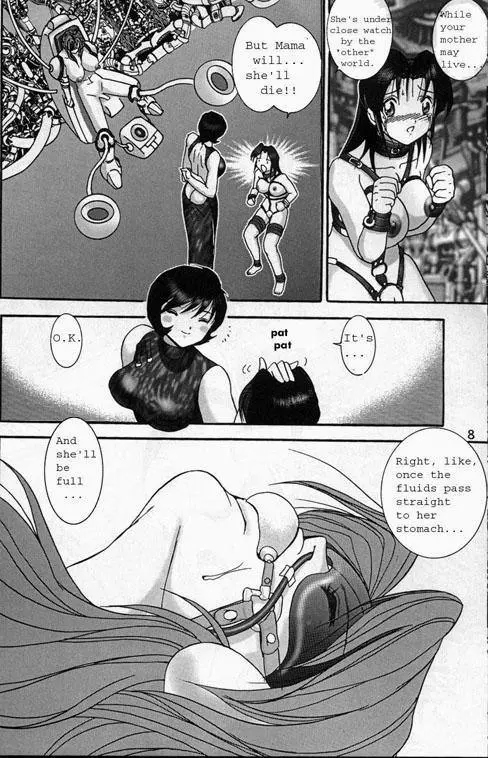 While
your
mother
may
live...
She's under
close watch
by the
"other"
world.
But Mama
will...
she'll
die!!
It's
...
pat
pat
O.K.
8
Right, like,
once the
fluids pass
straight
to her
stomach...
And
she'll
be
full
...